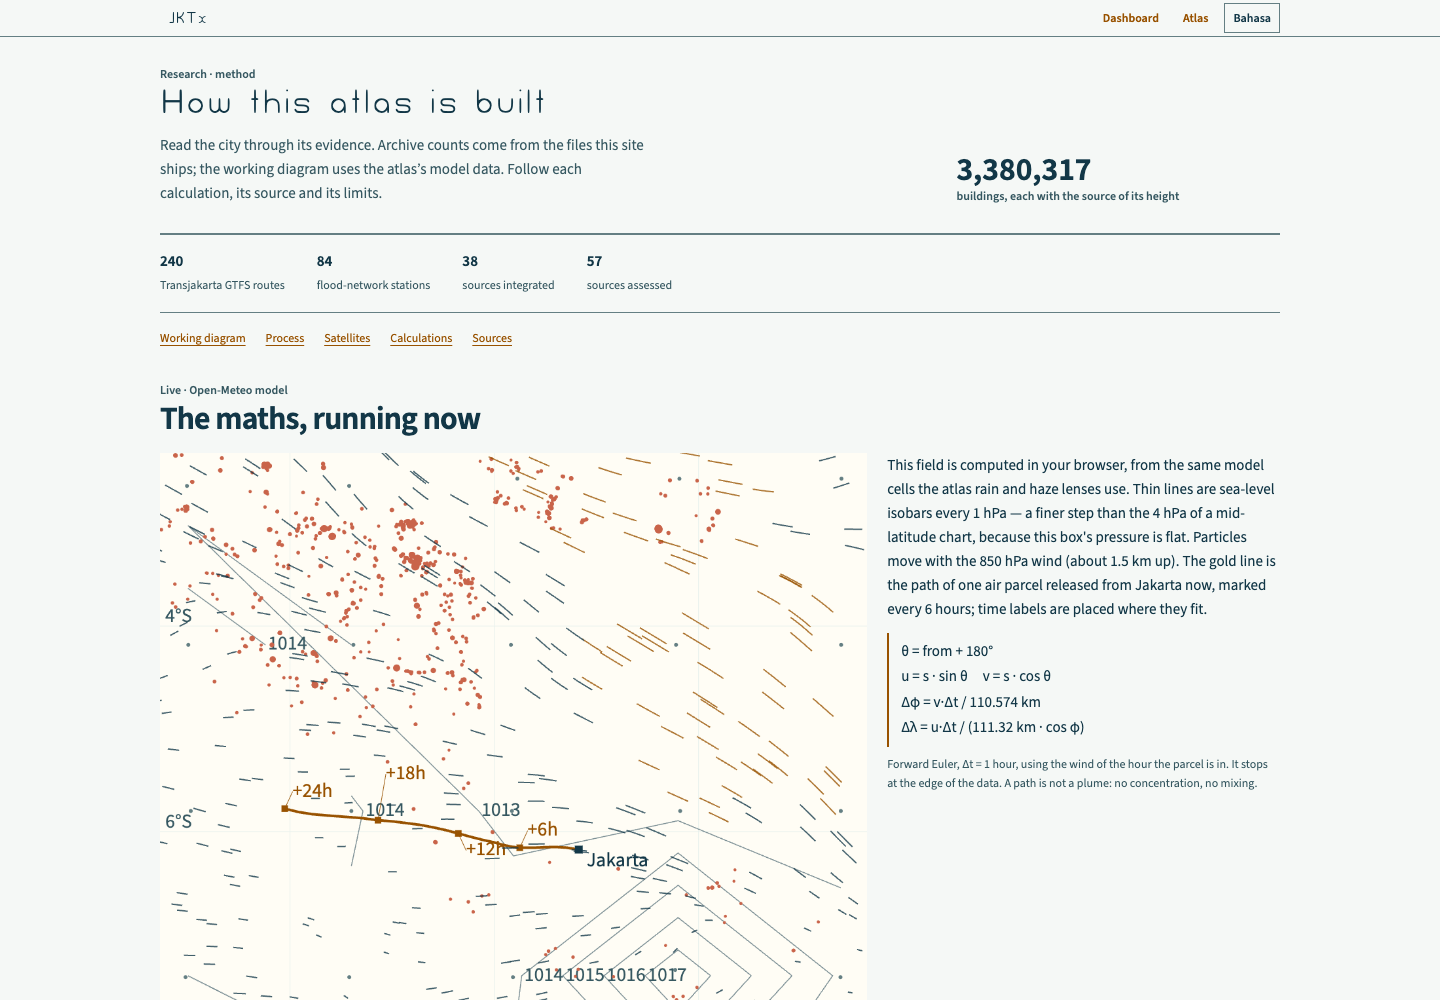 JKTx
Dashboard
Atlas
Bahasa
Research · method
How this atlas is built
Read the city through its evidence. Archive counts come from the files this site
ships; the working diagram uses the atlas’s model data. Follow each
calculation, its source and its limits.
3,380,317
buildings, each with the source of its height
240
Transjakarta GTFS routes
84
flood-network stations
38
sources integrated
57
sources assessed
Working diagram
Process
Satellites
Calculations
Sources
Live · Open-Meteo model
The maths, running now
4°S
1014
+18h
+24h
1014
1013
6°S
+6h
+12h
Jakarta
1014
1015
1016
1017
This field is computed in your browser, from the same model
cells the atlas rain and haze lenses use. Thin lines are sea-level
isobars every 1 hPa — a finer step than the 4 hPa of a mid-
latitude chart, because this box's pressure is flat. Particles
move with the 850 hPa wind (about 1.5 km up). The gold line is
the path of one air parcel released from Jakarta now, marked
every 6 hours; time labels are placed where they fit.
θ = from + 180°
u = s · sin θ v = s · cos θ
Δφ = v·Δt / 110.574 km
Δλ = u·Δt / (111.32 km · cos φ)
Forward Euler, Δt = 1 hour, using the wind of the hour the parcel is in. It stops
at the edge of the data. A path is not a plume: no concentration, no mixing.